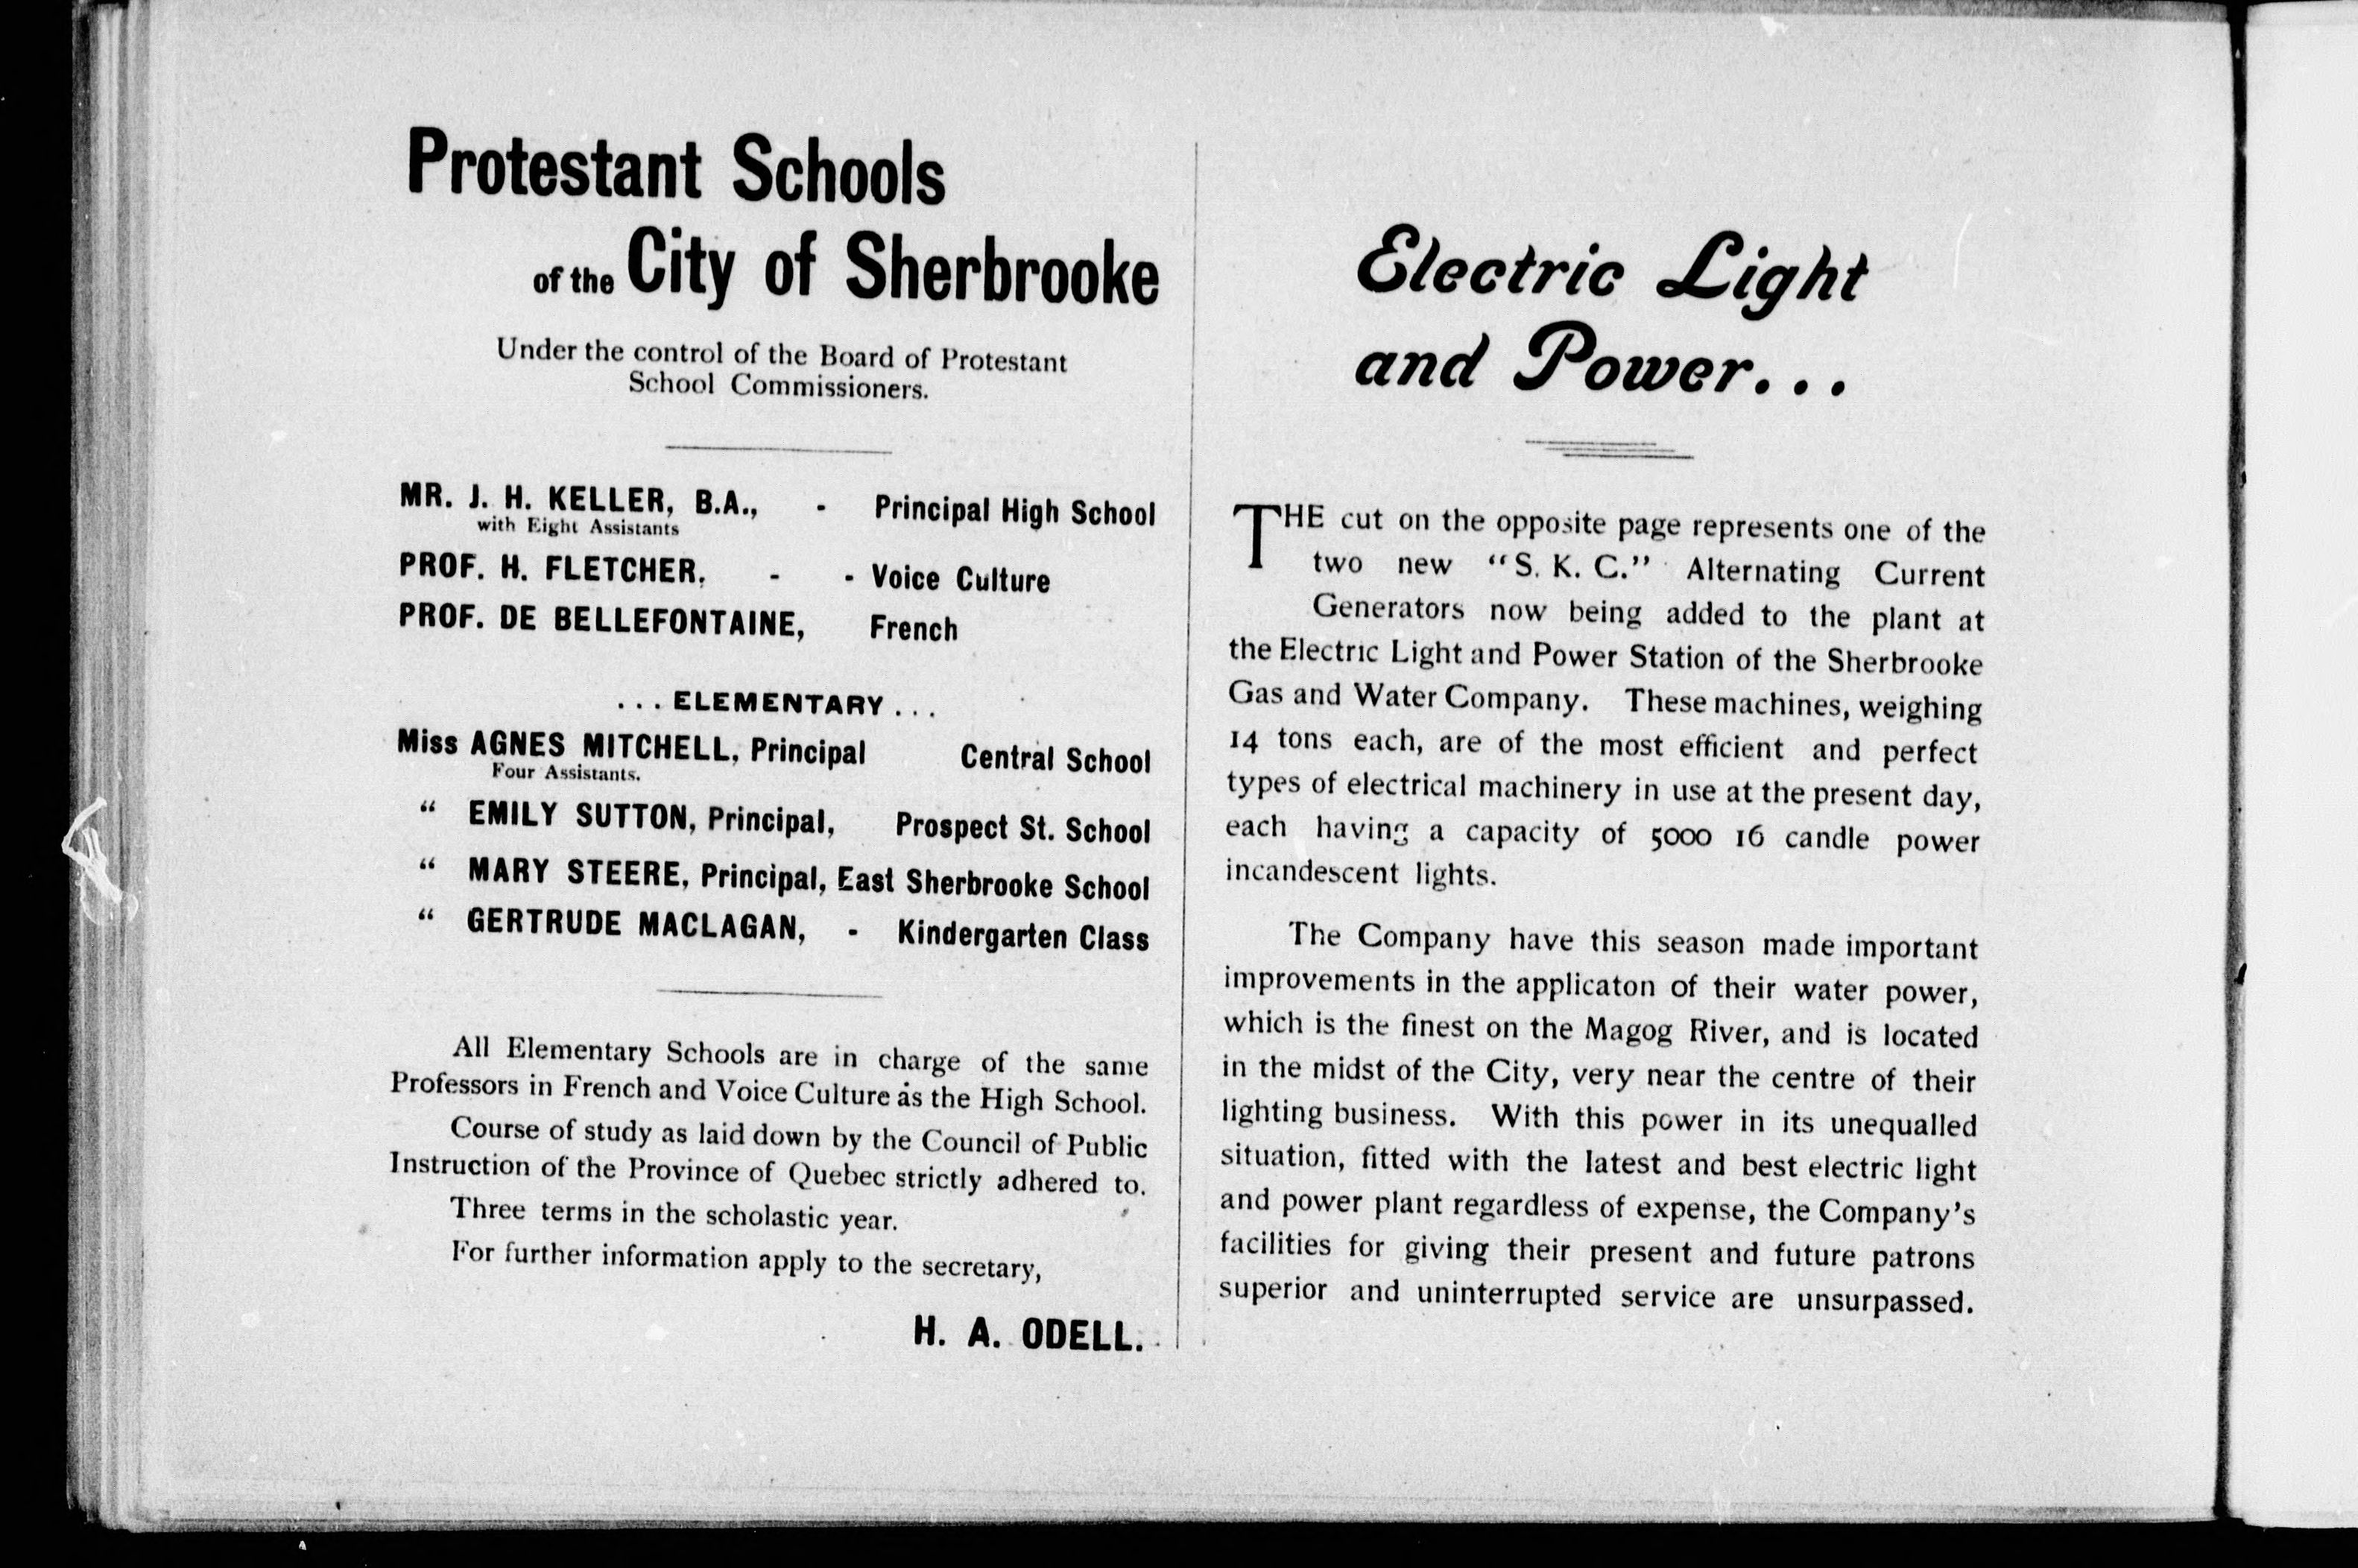 Protestant Schools
of the City of Sherbrooke
Under the control of the Board of Protestant
School Commissioners.
MR. J. H. KELLER, B.A., - Principal High School
with Eight Assistants
PROF. H. FLETCHER. - - Voice Culture
PROF. DE BELLEFONTAINE, French
... ELEMENTARY ...
Miss AGNES MITCHELL, Principal Central School
Four Assistants.
" EMILY SUTTON, Principal, Prospect St. School
" MARY STEERE, Principal, East Sherbrooke School
" GERTRUDE MACLAGAN, - Kindergarten Class
All Elementary Schools are in charge of the same
Professors in French and Voice Culture as the High School.
Course of study as laid down by the Council of Public
Instruction of the Province of Quebec strictly adhered to.
Three terms in the scholastic year.
For further information apply to the secretary,
H. A. ODELL.
Electric Light
and Power...
THE cut on the opposite page represents one of the
two new "S. K. C." Alternating Current
Generators now being added to the plant at
the Electric Light and Power Station of the Sherbrooke
Gas and Water Company. These machines, weighing
14 tons each, are of the most efficient and perfect
types of electrical machinery in use at the present day,
each having a capacity of 5000 16 candle power
incandescent lights.
The Company have this season made important
improvements in the applicaton of their water power,
which is the finest on the Magog River, and is located
in the midst of the City, very near the centre of their
lighting business. With this power in its unequalled
situation, fitted with the latest and best electric light
and power plant regardless of expense, the Company's
facilities for giving their present and future patrons
superior and uninterrupted service are unsurpassed.